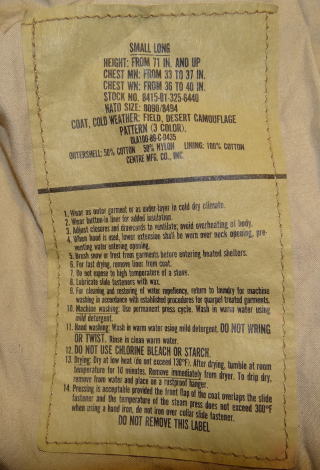 SMALL LONG
HEIGHT: FROM 71 IN. AND UP
CHEST MN: FROM 33 TO 37 IN.
CHEST WN: FROM 36 TO 40 IN.
STOCK NO. 8415-01-325-6440
NATO SIZE: 8090/8494
COAT, COLD WEATHER: FIELD, DESERT CAMOUFLAGE
PATTERN (3 COLOR).
DLA100-89-C-0435
OUTERSHELL: 50% COTTON 50% NYLON LINING: 100% COTTON
CENTRE MFG. CO., INC.
1. Wear as outer garment or as under-layer in cold dry climate.
2. Wear button-in liner for added insulation.
3. Adjust closures and drawcords to ventilate; avoid overheating of body.
4. When hood is used, lower extension shall be worn over neck opening, pre-
venting water entering opening.
5. Brush snow or frost from garments before entering heated shelters.
6. For fast drying, remove liner from coat.
7. Do not expose to high temperature of a stove.
8. Lubricate slide fasteners with wax.
9. For cleaning and restoring of water repellency, return to laundry for machine
washing in accordance with established procedures for quarpel treated garments.
10. Machine washing: Use permanent press cycle. Wash in warm water using
mild detergent.
11. Hand washing: Wash in warm water using mild detergent. DO NOT WRING
OR TWIST. Rinse in clean warm water.
12. DO NOT USE CHLORINE BLEACH OR STARCH.
13. Drying: Dry at low heat (do not exceed 130°F). After drying, tumble at room
temperature for 10 minutes. Remove immediately from dryer. To drip dry,
remove from water and place on a rustproof hanger.
14. Pressing is acceptable provided the front flap of the coat overlaps the slide
fastener and the temperature of the steam press does not exceed 300°F
when using a hand iron, do not iron over collar slide fastener.
DO NOT REMOVE THIS LABEL